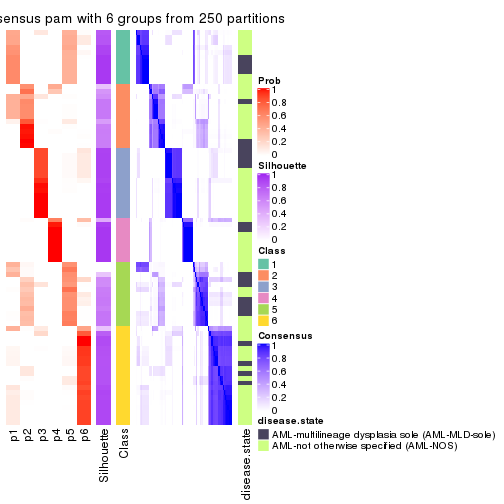 sensus pam with 6 groups from 250 partitions
Prob
1
0.8
0.6
0.4
0.2
0
Silhouette
1
0.8
0.6
0.4
0.2
0
Class
1
2
3
4
5
6
Consensus
1
0.8
0.6
0.4
0.2
0
disease.state
AML-multilineage dysplasia sole (AML-MLD-sole)
AML-not otherwise specified (AML-NOS)
p1
p2
p3
p4
p5
p6
Silhouette
Class
disease.state